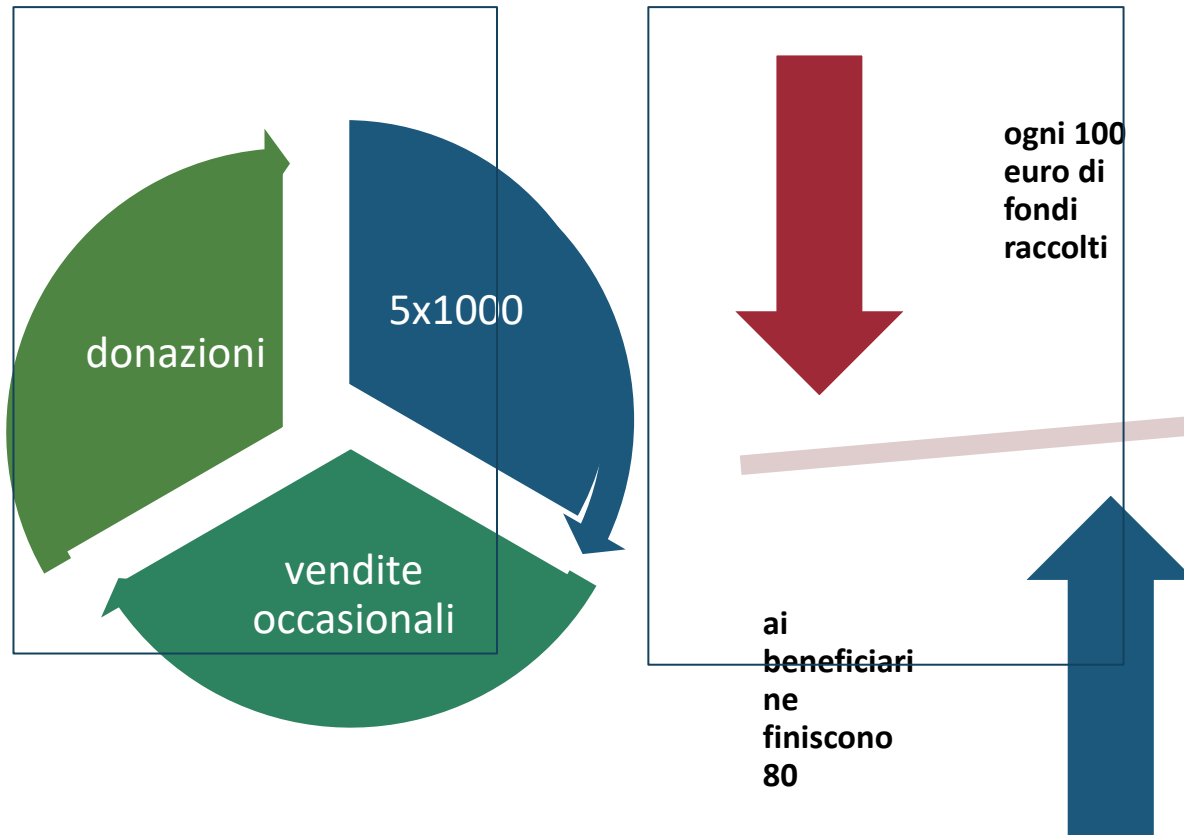 donazioni
5x1000
vendite
occasionali
ogni 100
euro di
fondi
raccolti
ai
beneficiari
ne
finiscono
80